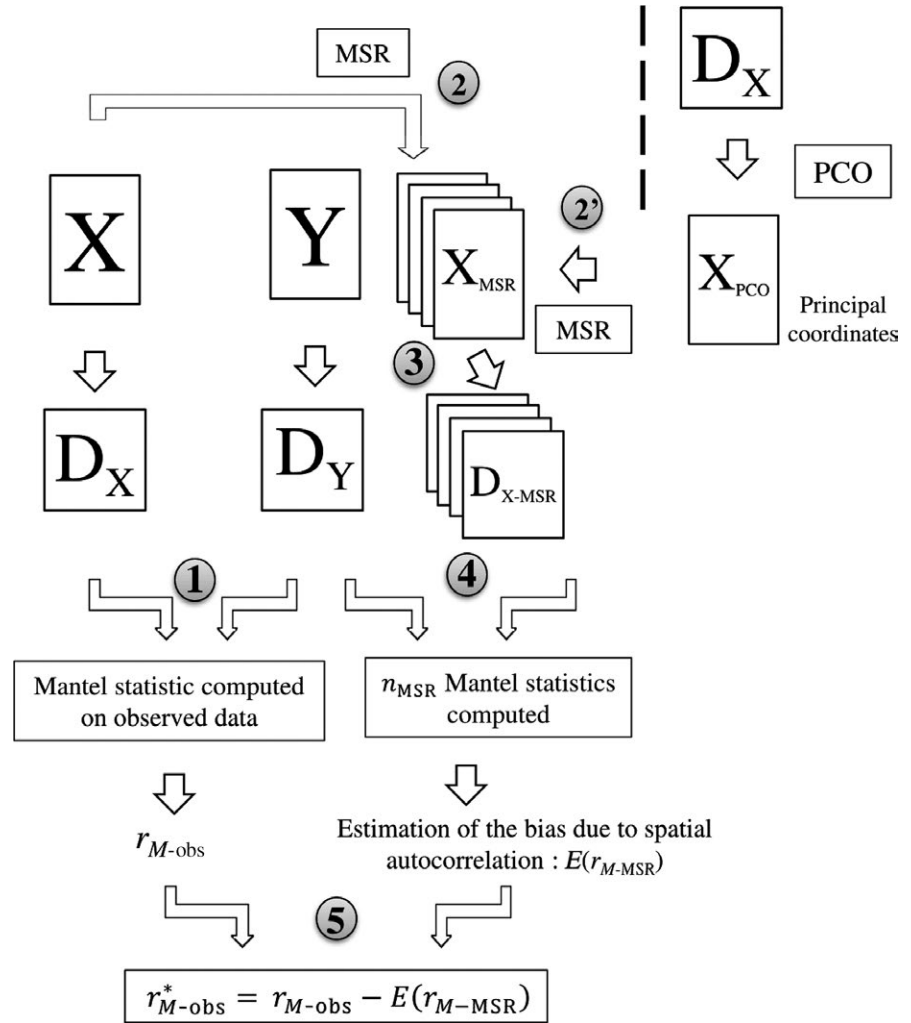 MSR
2
D_X
PCO
X
Y
X_MSR
2'
MSR
X_PCO
Principal
coordinates
3
D_X
D_Y
D_X-MSR
1
4
Mantel statistic computed
on observed data
n_MSR Mantel statistics
computed
r_M-obs
Estimation of the bias due to spatial
autocorrelation : E(r_M-MSR)
5
r*_M-obs = r_M-obs − E(r_M−MSR)